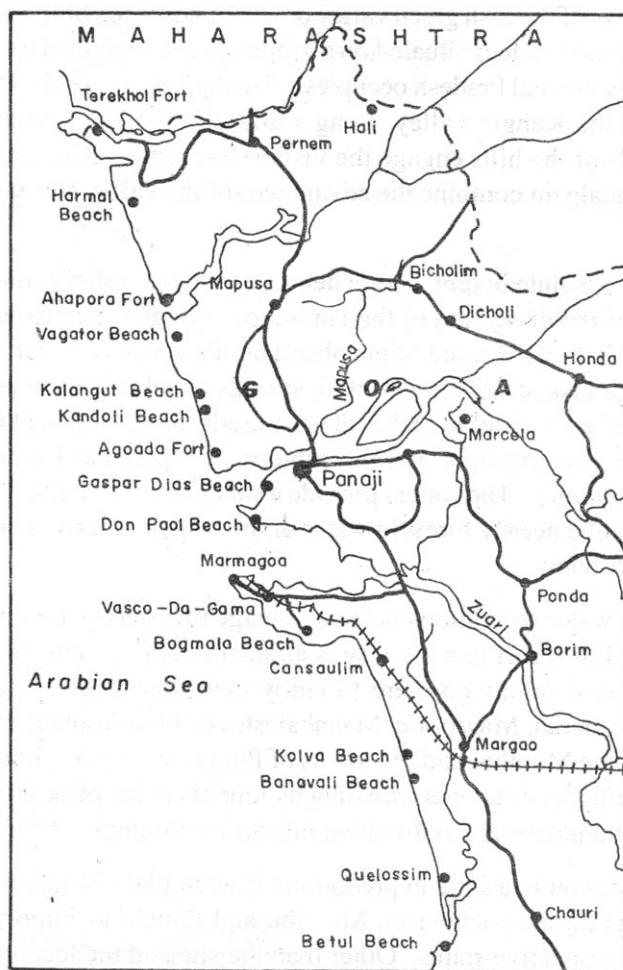 MAHARASHTRA
Terekhol Fort
Hali
Pernem
Harmal
Beach
Bicholim
Mapusa
Ahapora Fort
Dicholi
Vagator Beach
Honda
Mapusa
GOA
Kalangut Beach
Kandoli Beach
Marcela
Agoada Fort
Panaji
Gaspar Dias Beach
Don Paol Beach
Marmagoa
Ponda
Zuari
Vasco-Da-Gama
Bogmala Beach
Borim
Cansaulim
Arabian Sea
Margao
Kolva Beach
Banavali Beach
Quelossim
Chauri
Betul Beach